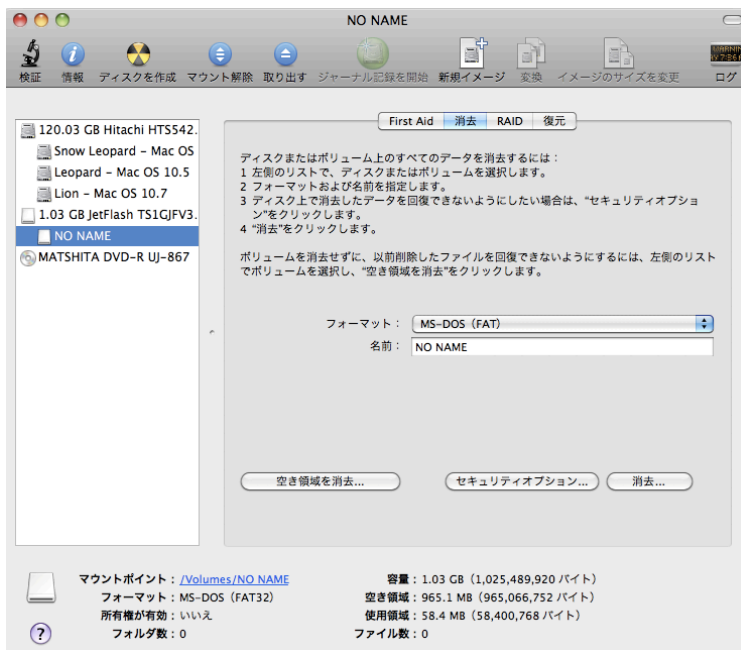 NO NAME
検証 情報 ディスクを作成 マウント解除 取り出す ジャーナル記録を開始 新規イメージ 変換 イメージのサイズを変更 ログ
120.03 GB Hitachi HTS542.
Snow Leopard – Mac OS
Leopard – Mac OS 10.5
Lion – Mac OS 10.7
1.03 GB JetFlash TS1GJFV3.
NO NAME
MATSHITA DVD-R UJ-867
First Aid 消去 RAID 復元
ディスクまたはボリューム上のすべてのデータを消去するには：
1 左側のリストで、ディスクまたはボリュームを選択します。
2 フォーマットおよび名前を指定します。
3 ディスク上で消去したデータを回復できないようにしたい場合は、“セキュリティオプショ
ン”をクリックします。
4 “消去”をクリックします。
ボリュームを消去せずに、以前削除したファイルを回復できないようにするには、左側のリスト
でボリュームを選択し、“空き領域を消去”をクリックします。
フォーマット： MS-DOS（FAT）
名前： NO NAME
空き領域を消去... セキュリティオプション... 消去...
マウントポイント：/Volumes/NO NAME
フォーマット：MS-DOS（FAT32）
所有権が有効：いいえ
フォルダ数：0
容量：1.03 GB（1,025,489,920 バイト）
空き領域：965.1 MB（965,066,752 バイト）
使用領域：58.4 MB（58,400,768 バイト）
ファイル数：0
?